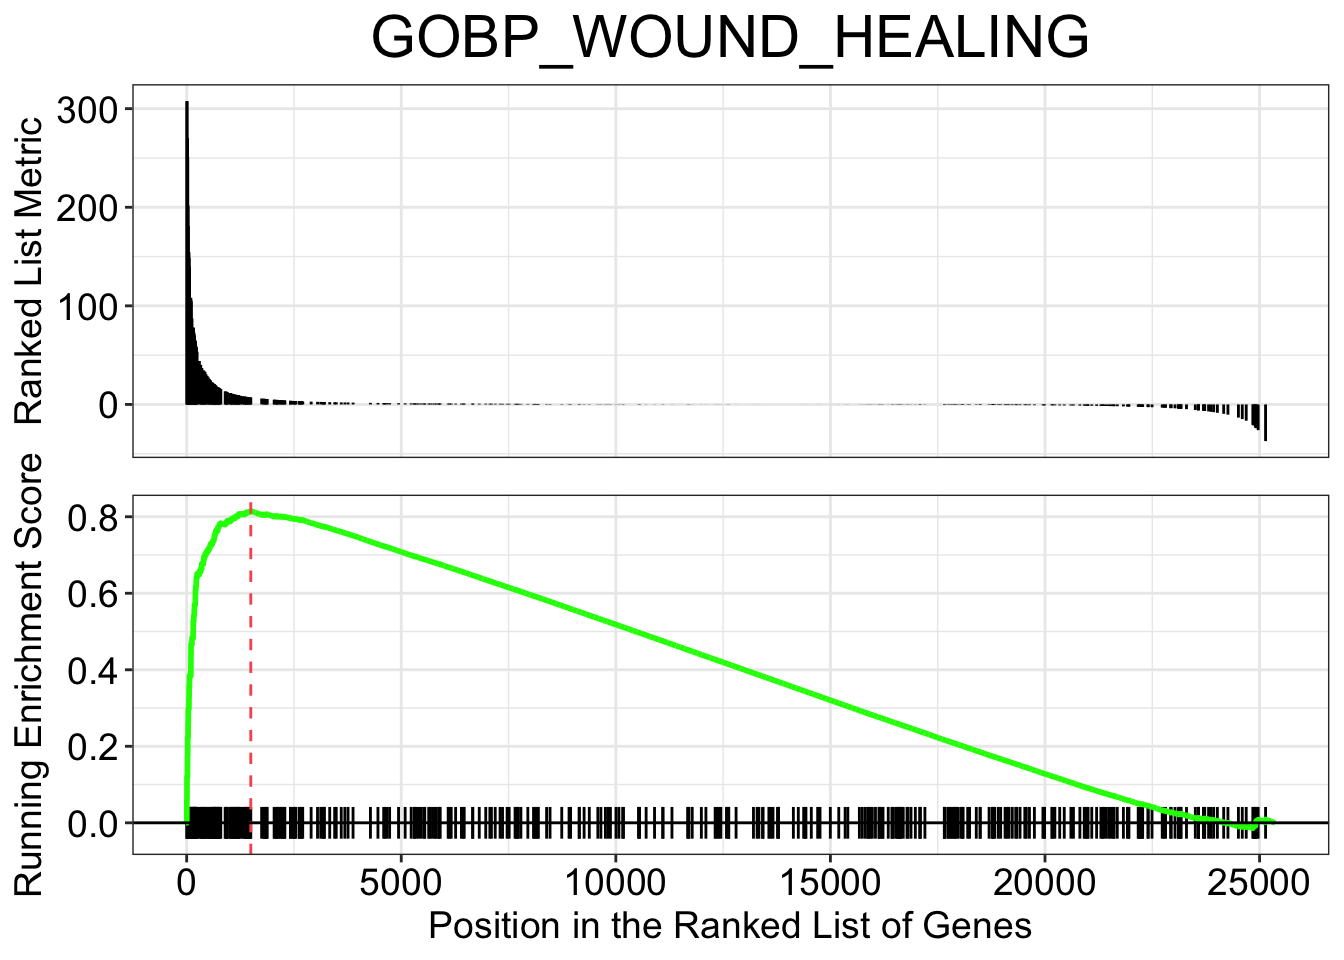 GOBP_WOUND_HEALING
Ranked List Metric
300
200
100
0
Running Enrichment Score
0.8
0.6
0.4
0.2
0.0
0 5000 10000 15000 20000 25000
Position in the Ranked List of Genes